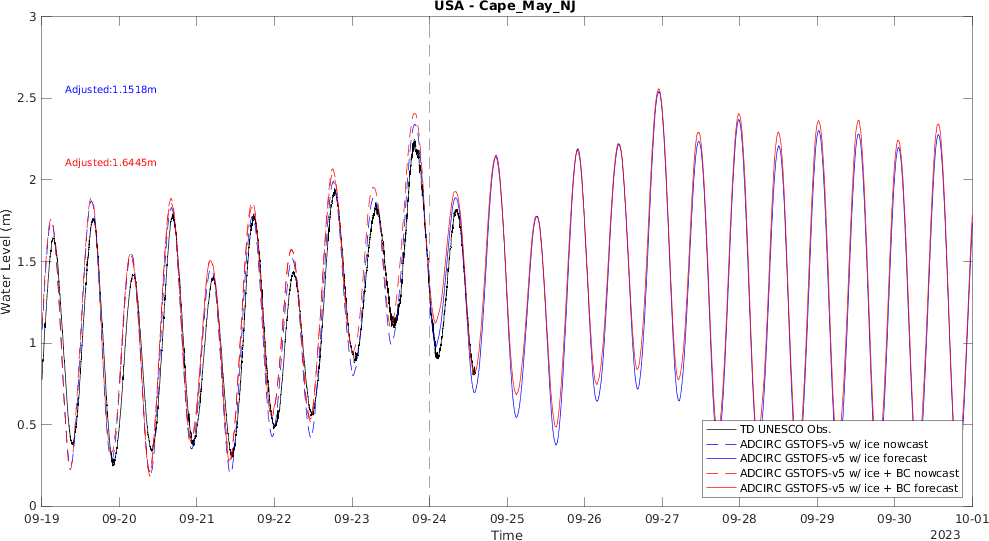 USA - Cape_May_NJ
Water Level (m)
3
2.5
2
1.5
1
0.5
0
Adjusted:1.1518m
Adjusted:1.6445m
TD UNESCO Obs.
ADCIRC GSTOFS-v5 w/ ice nowcast
ADCIRC GSTOFS-v5 w/ ice forecast
ADCIRC GSTOFS-v5 w/ ice + BC nowcast
ADCIRC GSTOFS-v5 w/ ice + BC forecast
09-19 09-20 09-21 09-22 09-23 09-24 09-25 09-26 09-27 09-28 09-29 09-30 10-01
Time
2023